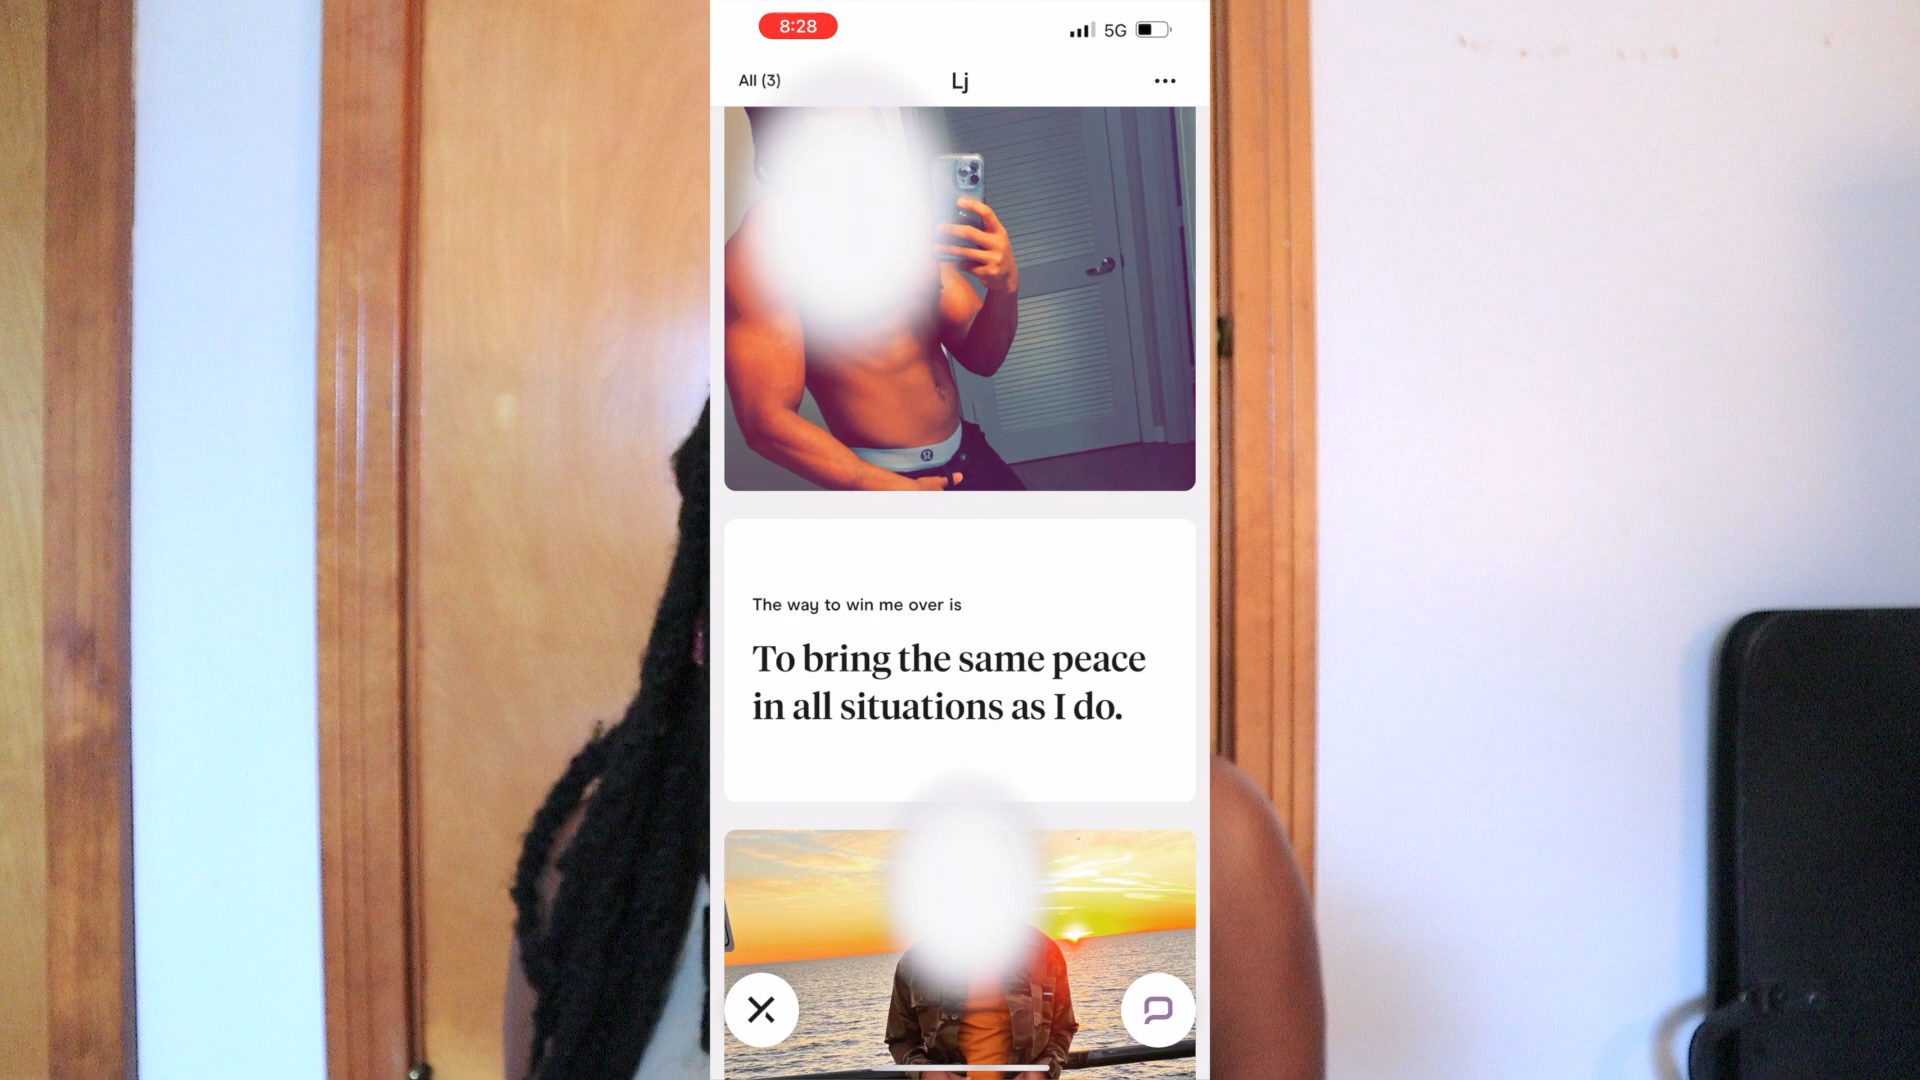 8:28
5G
All (3)
Lj
The way to win me over is
To bring the same peace
in all situations as I do.